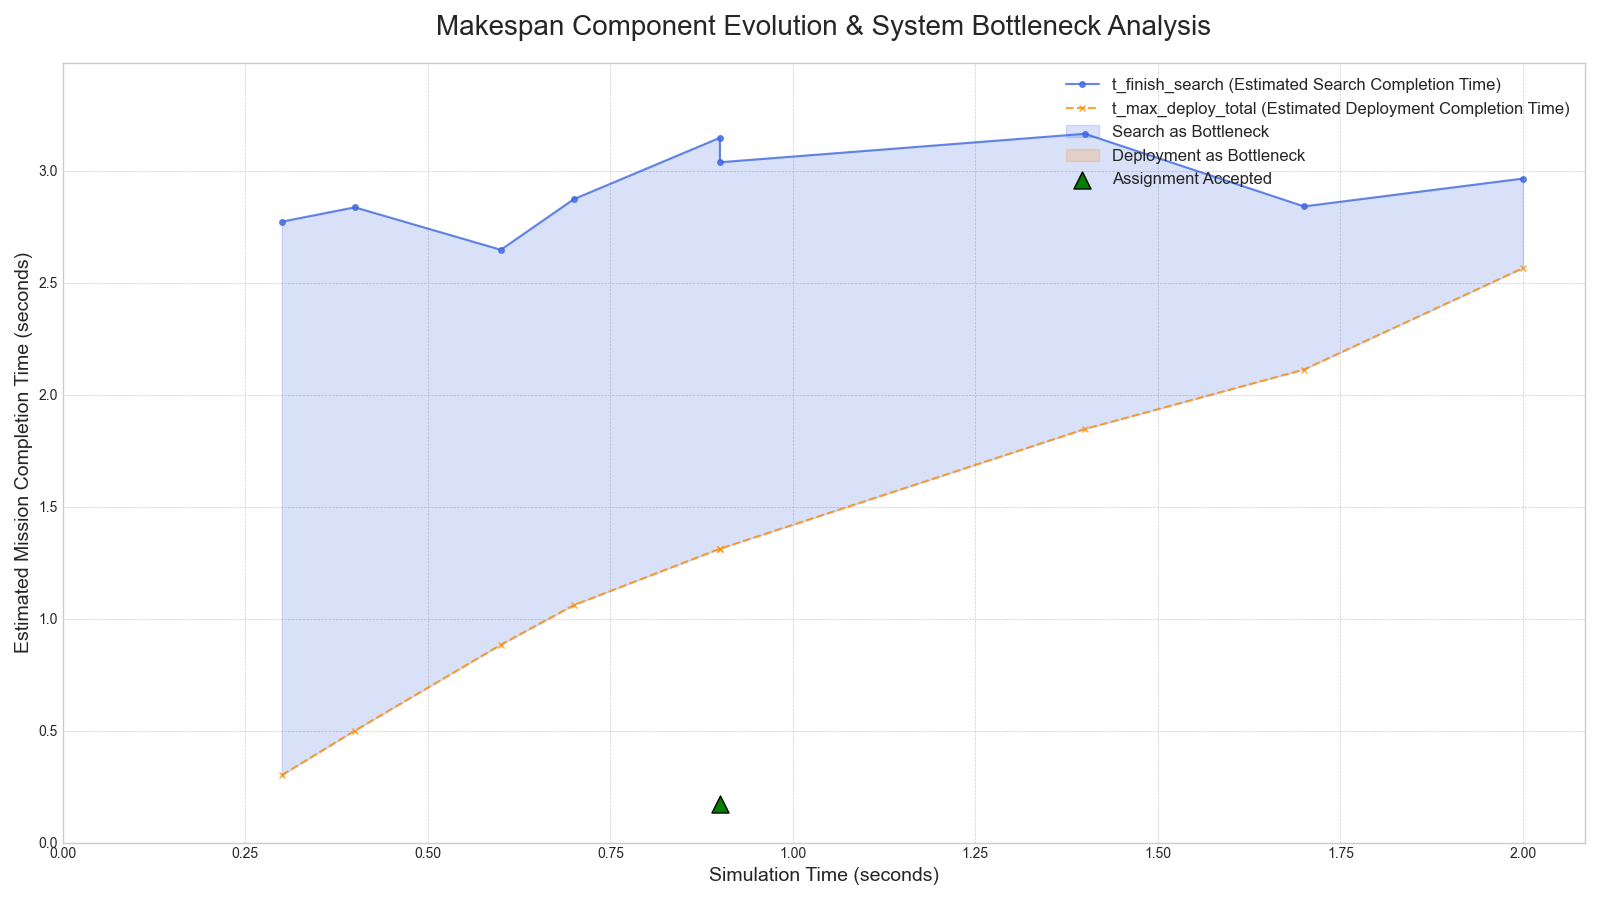 Makespan Component Evolution & System Bottleneck Analysis
t_finish_search (Estimated Search Completion Time)
t_max_deploy_total (Estimated Deployment Completion Time)
Search as Bottleneck
Deployment as Bottleneck
Assignment Accepted
Estimated Mission Completion Time (seconds)
3.0
2.5
2.0
1.5
1.0
0.5
0.0
0.00 0.25 0.50 0.75 1.00 1.25 1.50 1.75 2.00
Simulation Time (seconds)